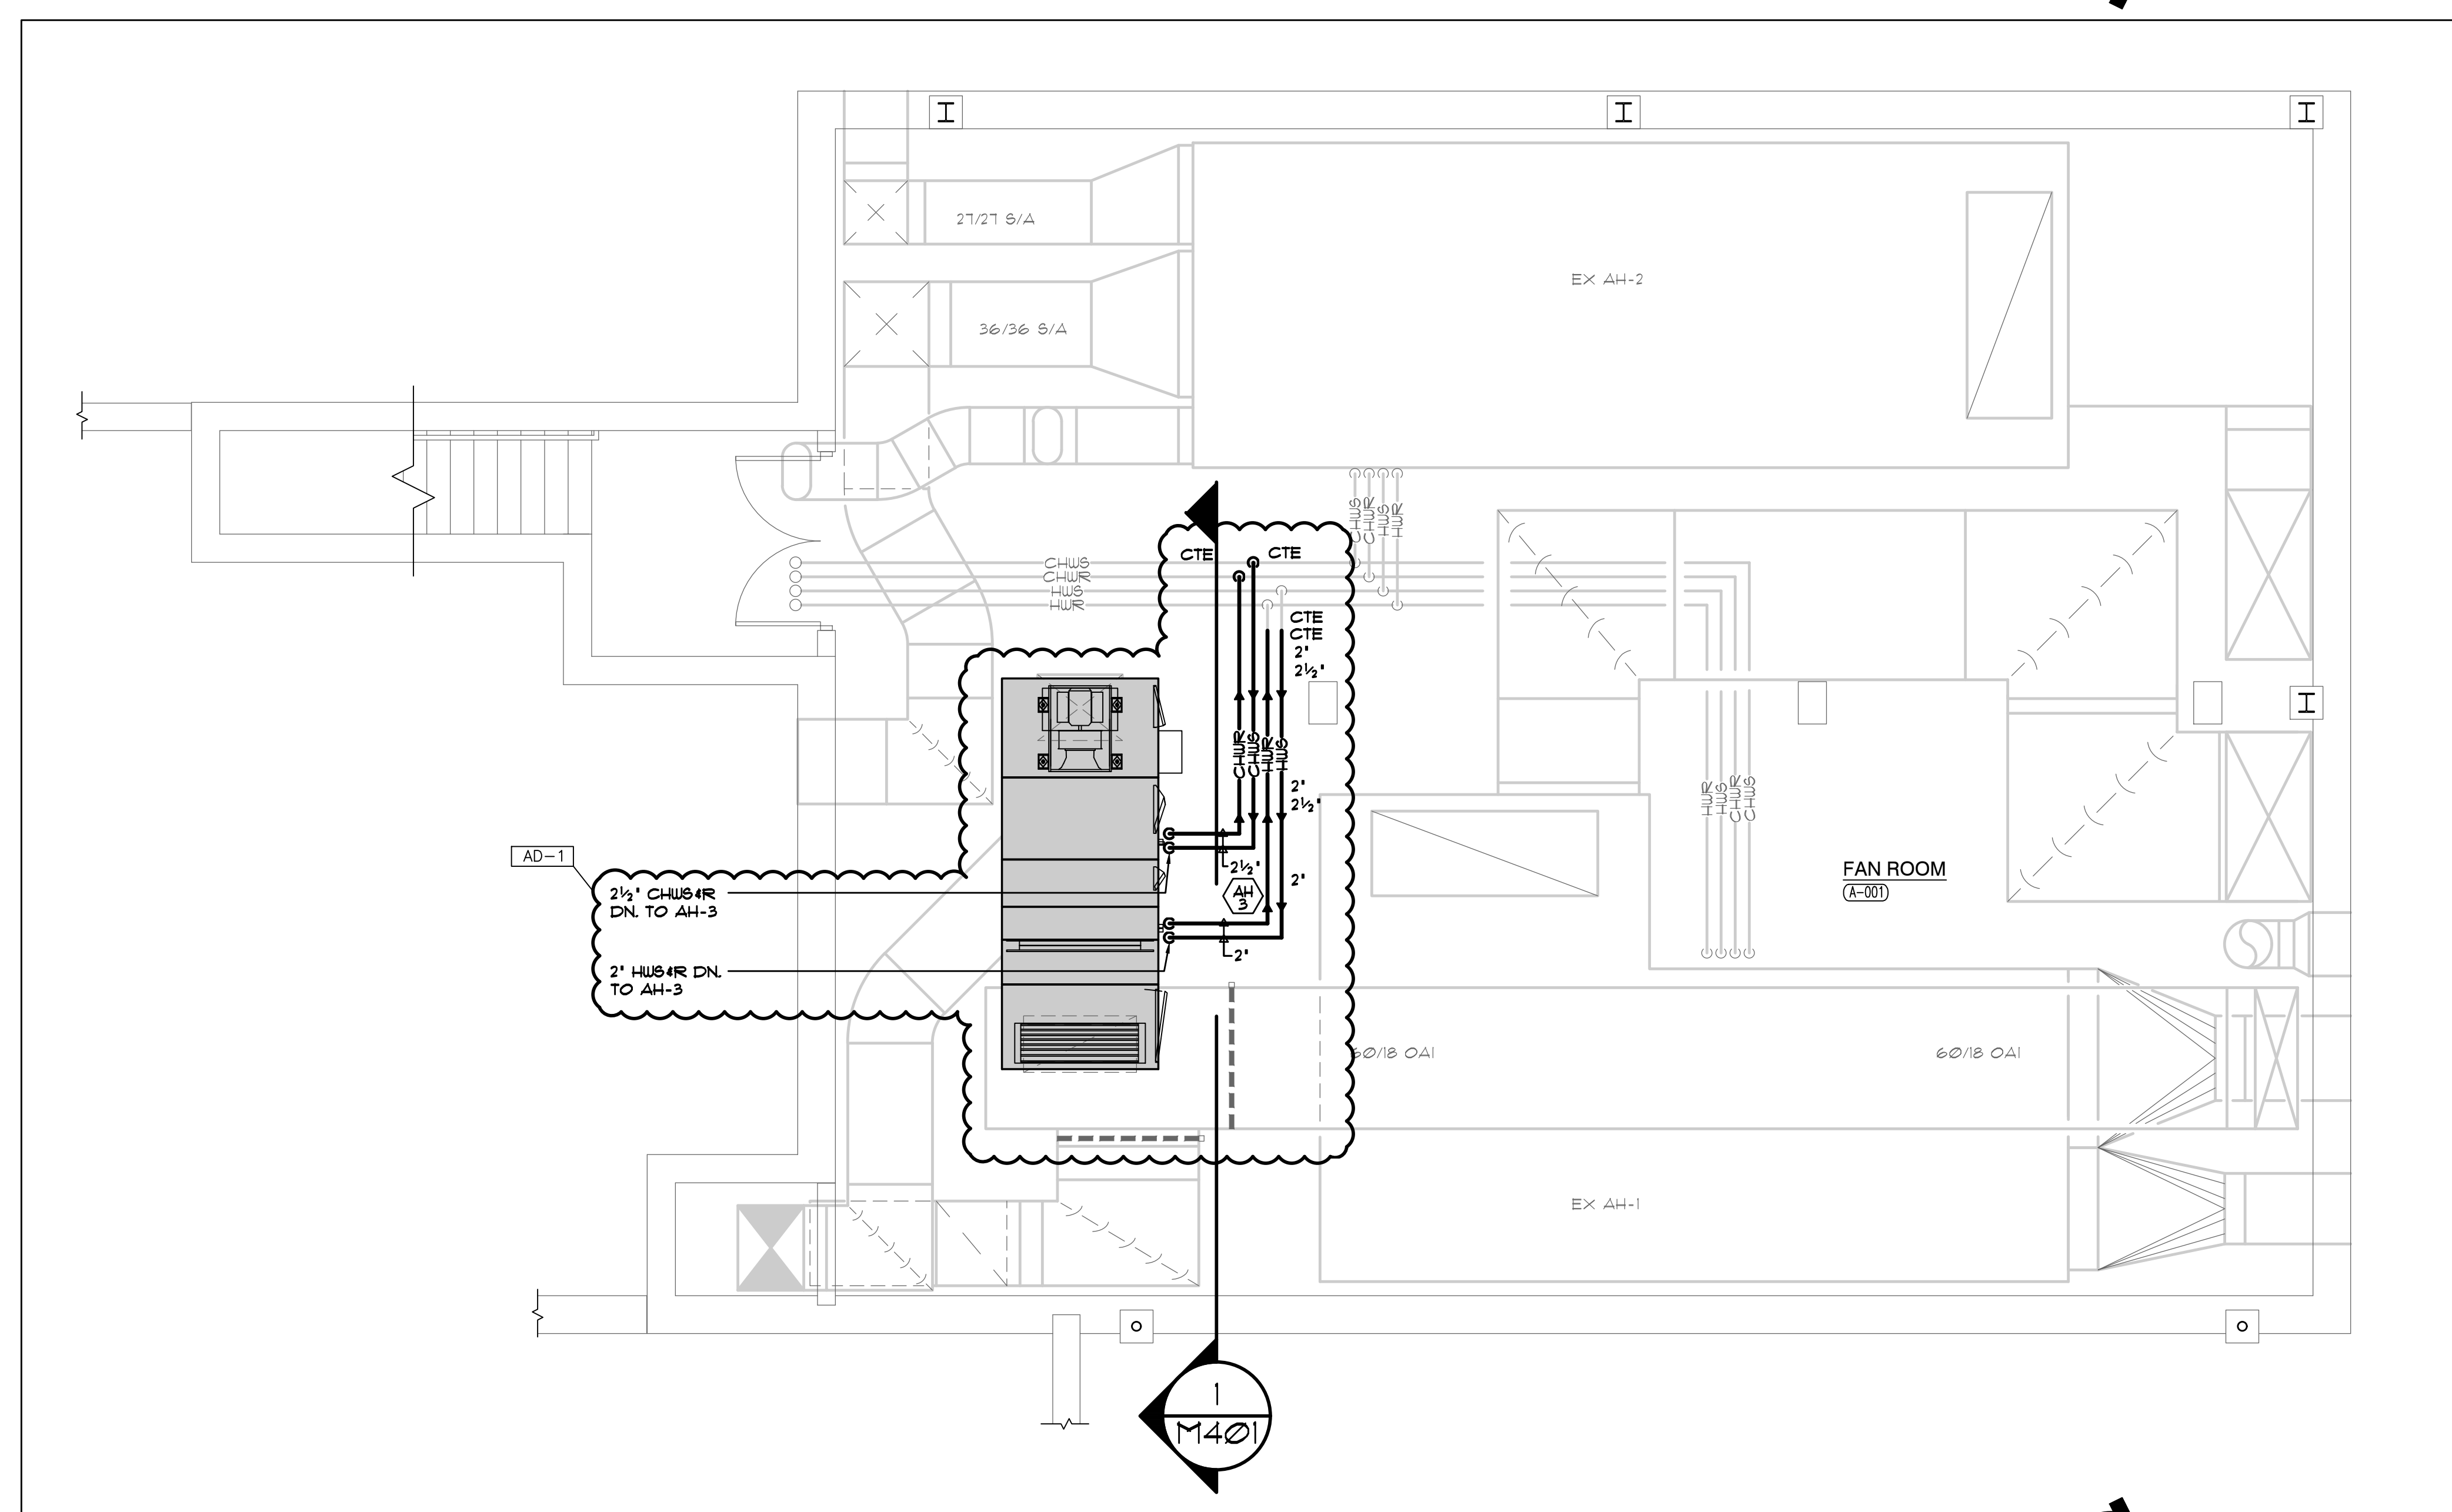 27/27 S/A
EX AH-2
36/36 S/A
CHWS
CHWR
HWS
HWR
CTE
CTE
CHWS
CHWR
HWS
HWR
CTE
CTE
2"
2½"
CHWR
CHWS
HWR
HWS
2"
2½"
HWR
HWS
CHWR
CHWS
AD-1
2½" CHWS&R
DN. TO AH-3
2½"
AH
3
2"
FAN ROOM
A-001
2"
2" HWS&R DN.
TO AH-3
60/18 OAI
60/18 OAI
EX AH-1
1
M401